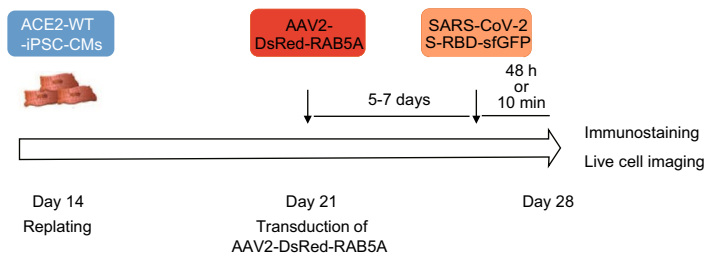 ACE2-WT
-iPSC-CMs
AAV2-
DsRed-RAB5A
SARS-CoV-2
S-RBD-sfGFP
48 h
or
10 min
5-7 days
Immunostaining
Live cell imaging
Day 14
Replating
Day 21
Transduction of
AAV2-DsRed-RAB5A
Day 28